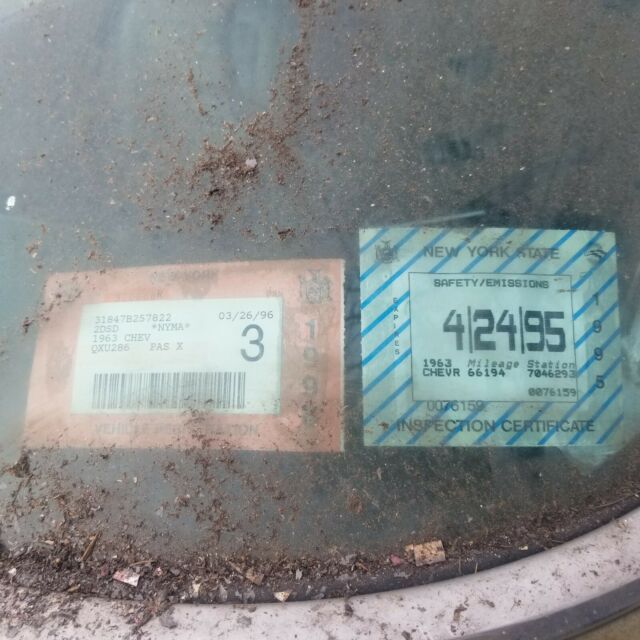 31847B257822 03/26/96
2DSD *NYMA*
1963 CHEV
QXU286 PAS X
3
NEW YORK STATE
SAFETY/EMISSIONS
EXPIRES
4|24|95
1995
1963 Mileage Station
CHEVR 66194
0076159
0076159
INSPECTION CERTIFICATE